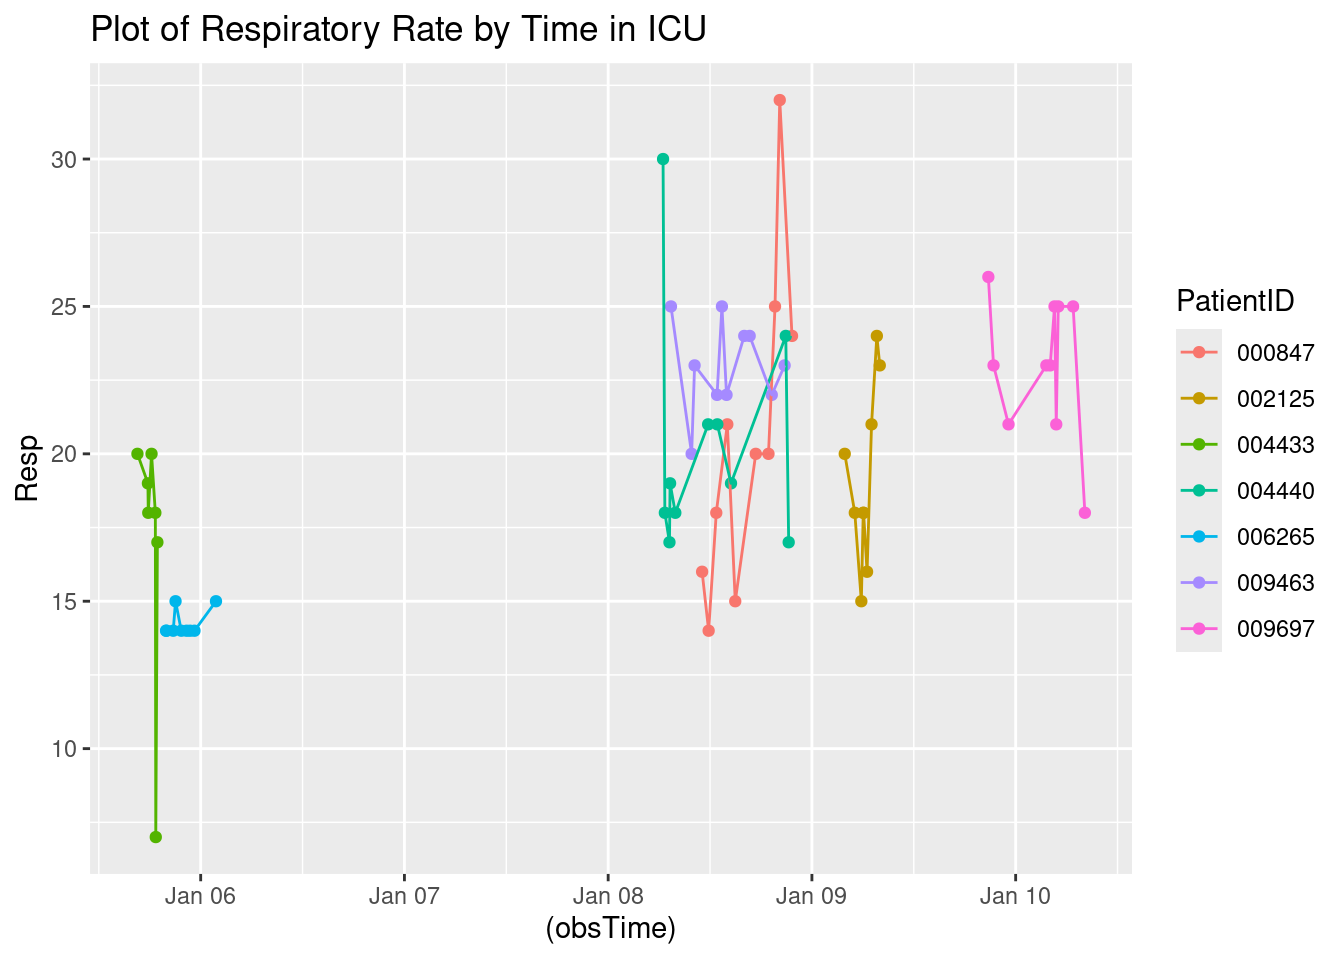 Plot of Respiratory Rate by Time in ICU
30
25
20
15
10
Resp
Jan 06
Jan 07
Jan 08
Jan 09
Jan 10
(obsTime)
PatientID
000847
002125
004433
004440
006265
009463
009697